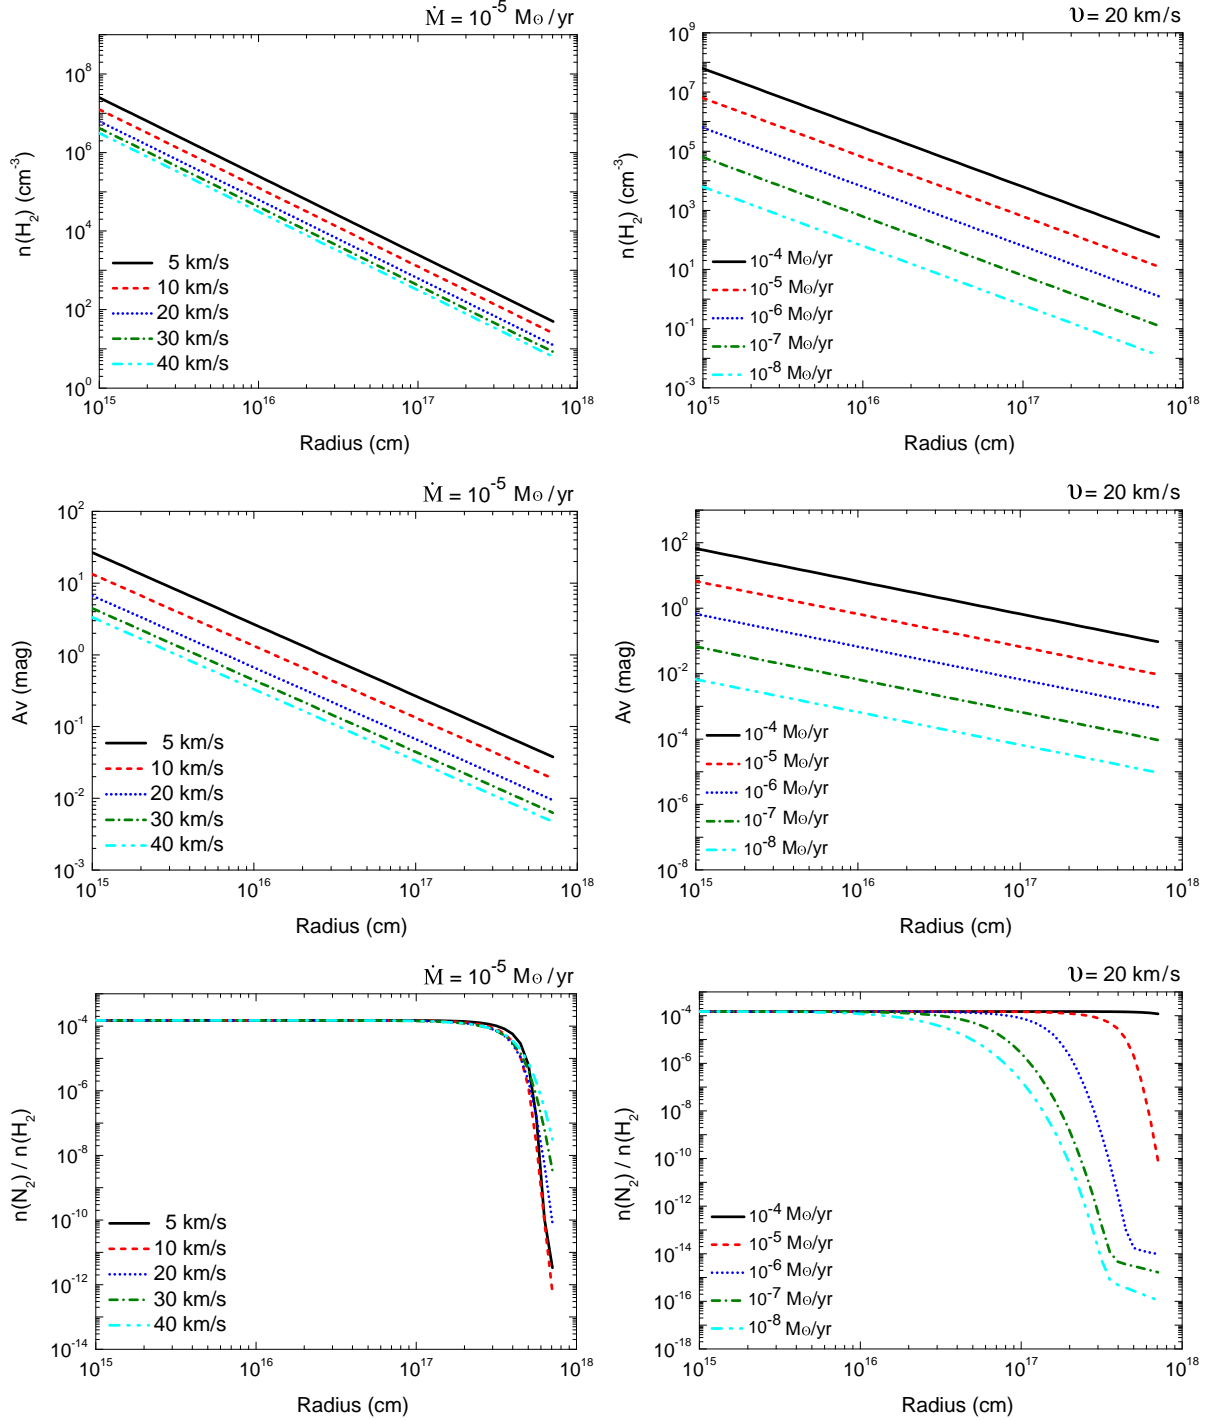 Ṁ = 10⁻⁵ M⊙/yr
n(H₂) (cm⁻³)
10⁸
10⁶
10⁴
10²
10⁰
5 km/s
10 km/s
20 km/s
30 km/s
40 km/s
10¹⁵
10¹⁶
10¹⁷
10¹⁸
Radius (cm)
υ = 20 km/s
n(H₂) (cm⁻³)
10⁹
10⁷
10⁵
10³
10¹
10⁻¹
10⁻³
10⁻⁴ M⊙/yr
10⁻⁵ M⊙/yr
10⁻⁶ M⊙/yr
10⁻⁷ M⊙/yr
10⁻⁸ M⊙/yr
10¹⁵
10¹⁶
10¹⁷
10¹⁸
Radius (cm)
Ṁ = 10⁻⁵ M⊙/yr
Av (mag)
10²
10¹
10⁰
10⁻¹
10⁻²
10⁻³
5 km/s
10 km/s
20 km/s
30 km/s
40 km/s
10¹⁵
10¹⁶
10¹⁷
10¹⁸
Radius (cm)
υ = 20 km/s
Av (mag)
10²
10⁰
10⁻²
10⁻⁴
10⁻⁶
10⁻⁸
10⁻⁴ M⊙/yr
10⁻⁵ M⊙/yr
10⁻⁶ M⊙/yr
10⁻⁷ M⊙/yr
10⁻⁸ M⊙/yr
10¹⁵
10¹⁶
10¹⁷
10¹⁸
Radius (cm)
Ṁ = 10⁻⁵ M⊙/yr
n(N₂) / n(H₂)
10⁻⁴
10⁻⁶
10⁻⁸
10⁻¹⁰
10⁻¹²
10⁻¹⁴
5 km/s
10 km/s
20 km/s
30 km/s
40 km/s
10¹⁵
10¹⁶
10¹⁷
10¹⁸
Radius (cm)
υ = 20 km/s
n(N₂) / n(H₂)
10⁻⁴
10⁻⁶
10⁻⁸
10⁻¹⁰
10⁻¹²
10⁻¹⁴
10⁻¹⁶
10⁻¹⁸
10⁻⁴ M⊙/yr
10⁻⁵ M⊙/yr
10⁻⁶ M⊙/yr
10⁻⁷ M⊙/yr
10⁻⁸ M⊙/yr
10¹⁵
10¹⁶
10¹⁷
10¹⁸
Radius (cm)